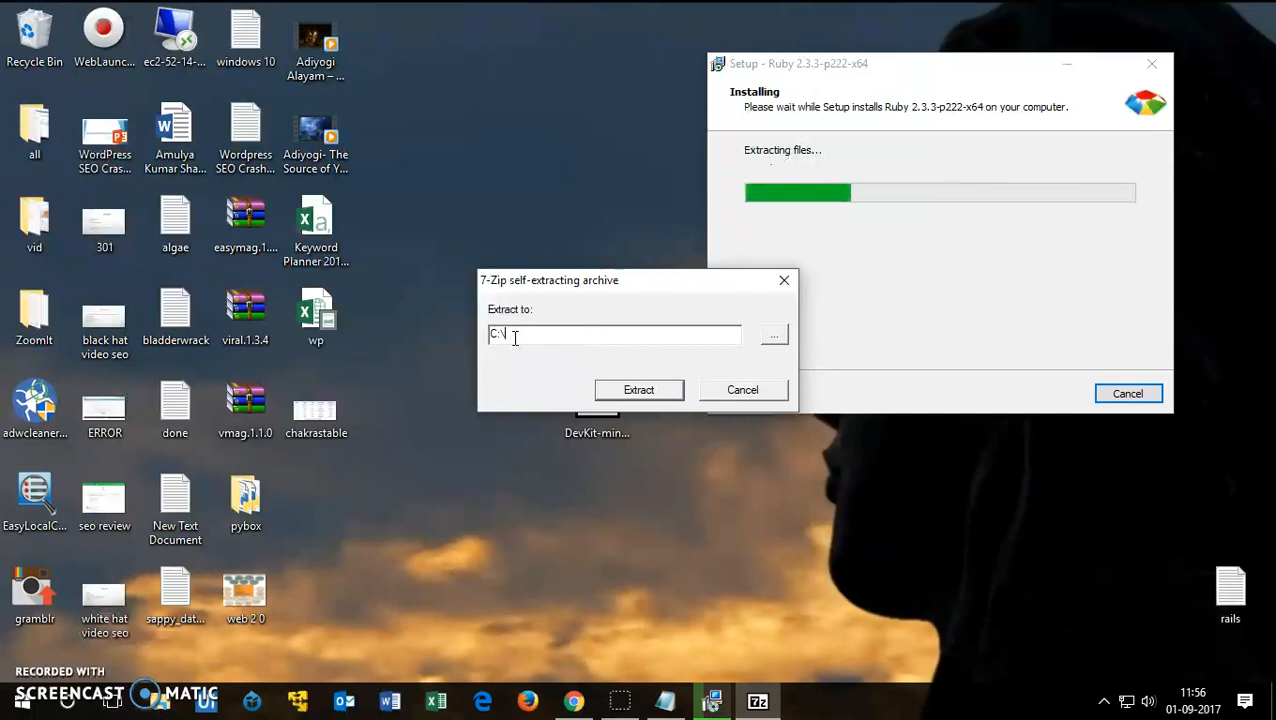 Recycle Bin
WebLaunc...
ec2-52-14-...
windows 10
Adiyogi
Alayam – ...
all
WordPress
SEO Cras...
Amulya
Kumar Sha...
Wordpress
SEO Crash...
Adiyogi- The
Source of Y...
vid
301
algae
easymag.1....
Keyword
Planner 201...
ZoomIt
black hat
video seo
bladderwrack
viral.1.3.4
wp
adwcleaner...
ERROR
done
vmag.1.1.0
chakrastable
EasyLocalC...
seo review
New Text
Document
pybox
gramblr
white hat
video seo
sappy_dat...
web 2.0
Setup - Ruby 2.3.3-p222-x64
Installing
Please wait while Setup installs Ruby 2.3.3-p222-x64 on your computer.
Extracting files...
Cancel
7-Zip self-extracting archive
Extract to:
C:\
...
Extract
Cancel
DevKit-min...
rails
RECORDED WITH
SCREENCAST MATIC
7z
11:56
01-09-2017